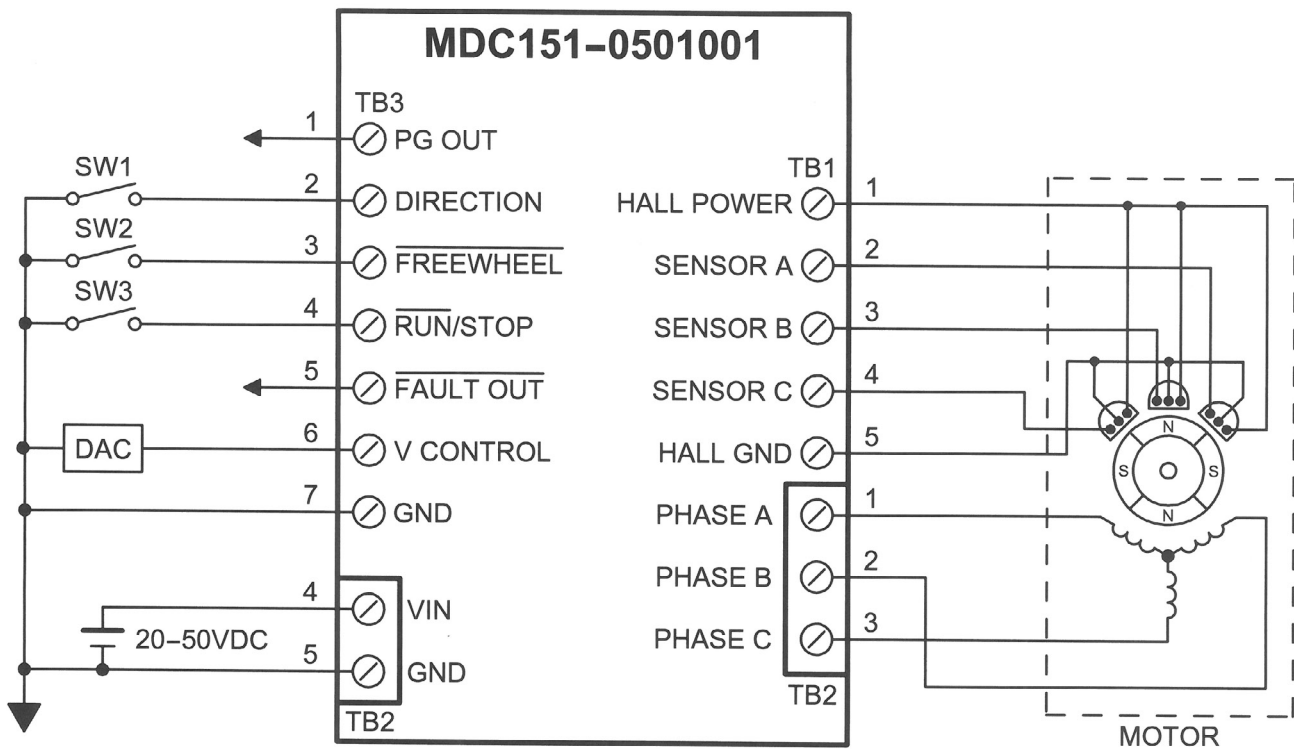 MDC151-0501001
TB3
1
PG OUT
SW1
2
DIRECTION
SW2
3
FREEWHEEL
SW3
4
RUN/STOP
5
FAULT OUT
DAC
6
V CONTROL
7
GND
4
VIN
20-50VDC
5
GND
TB2
TB1
HALL POWER
1
SENSOR A
2
SENSOR B
3
SENSOR C
4
HALL GND
5
PHASE A
1
PHASE B
2
PHASE C
3
TB2
N
S
S
N
MOTOR